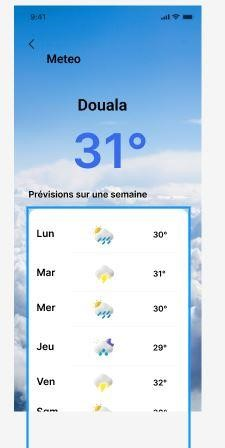 9:41
Meteo
Douala
31°
Prévisions sur une semaine
Lun 30°
Mar 31°
Mer 30°
Jeu 29°
Ven 32°